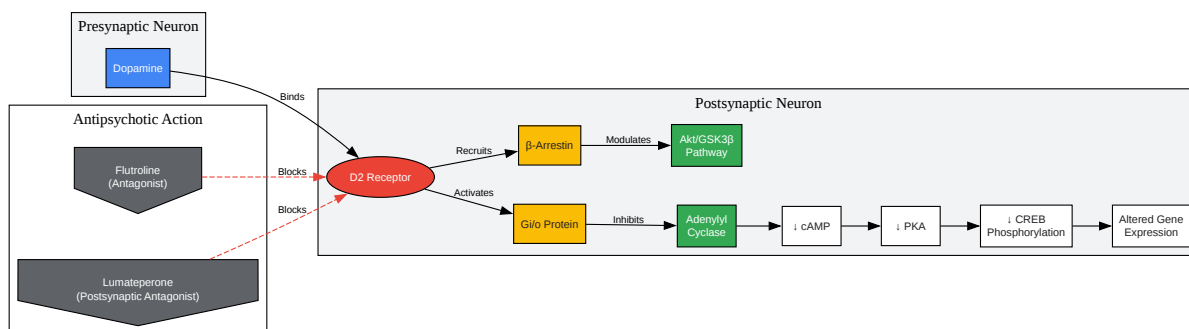 Presynaptic Neuron
Dopamine
Binds
Antipsychotic Action
Flutroline
(Antagonist)
Blocks
Blocks
Lumateperone
(Postsynaptic Antagonist)
Postsynaptic Neuron
D2 Receptor
Recruits
β-Arrestin
Modulates
Akt/GSK3β
Pathway
Activates
Gi/o Protein
Inhibits
Adenylyl
Cyclase
↓ cAMP
↓ PKA
↓ CREB
Phosphorylation
Altered Gene
Expression